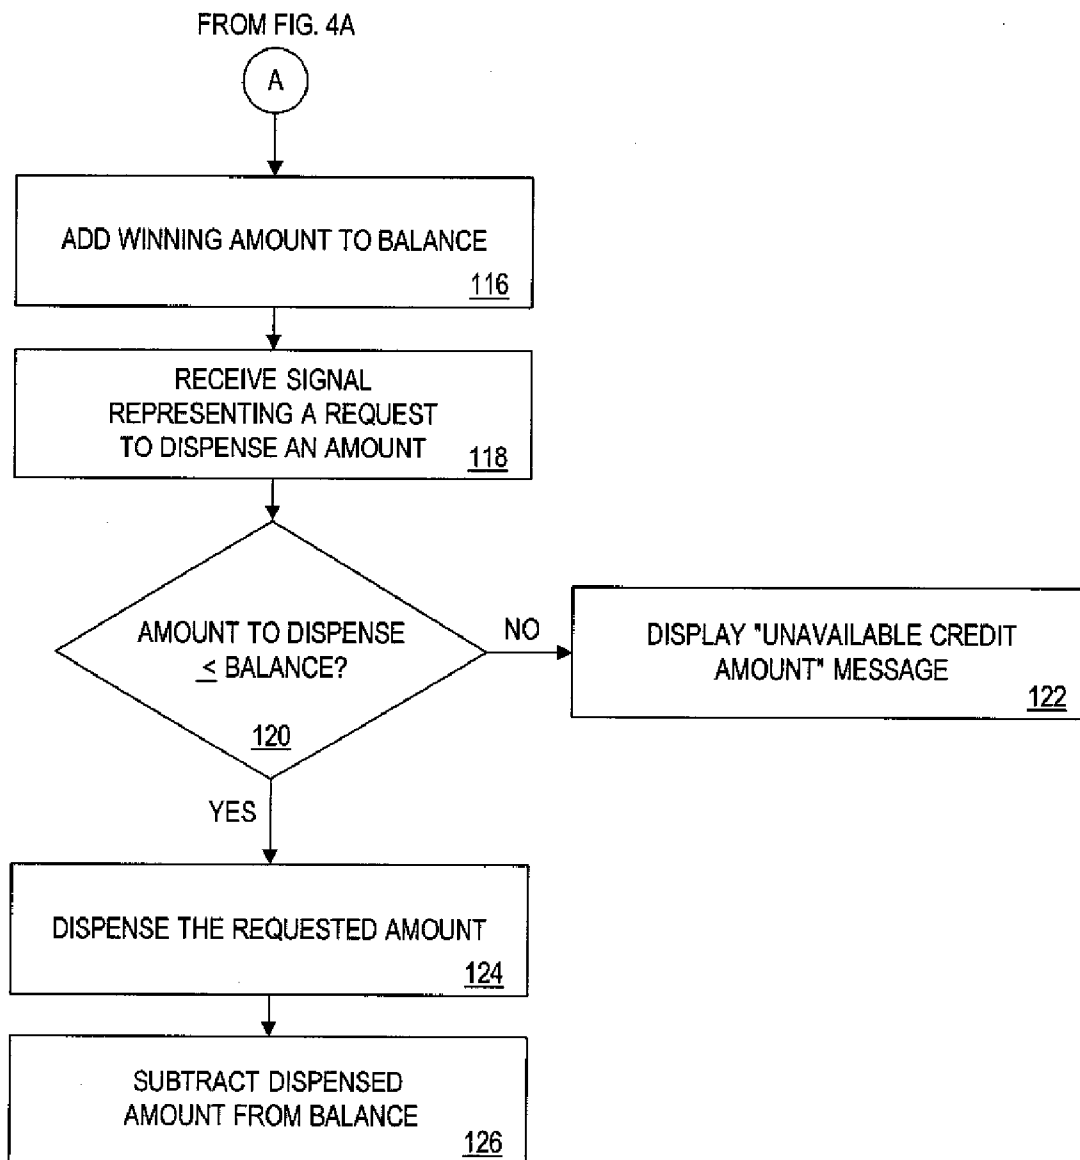 FROM FIG. 4A
A
ADD WINNING AMOUNT TO BALANCE
116
RECEIVE SIGNAL
REPRESENTING A REQUEST
TO DISPENSE AN AMOUNT
118
AMOUNT TO DISPENSE
≤ BALANCE?
120
NO
DISPLAY "UNAVAILABLE CREDIT
AMOUNT" MESSAGE
122
YES
DISPENSE THE REQUESTED AMOUNT
124
SUBTRACT DISPENSED
AMOUNT FROM BALANCE
126